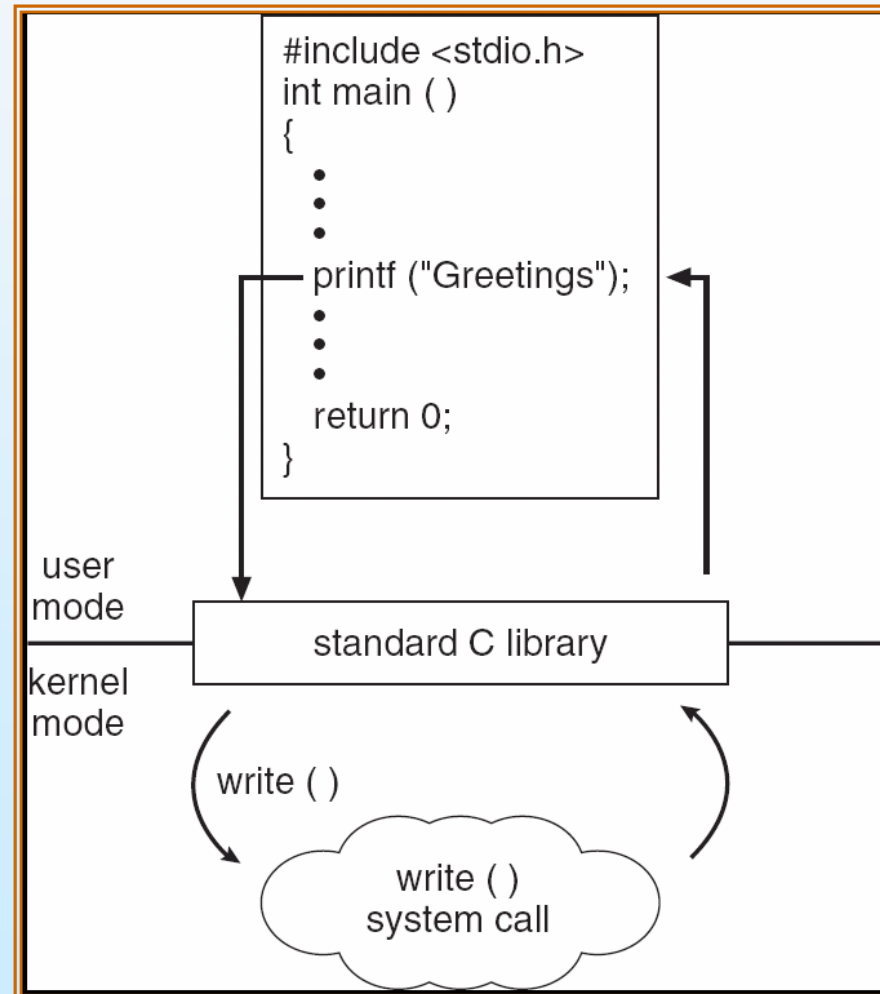 #include <stdio.h>
int main ( )
{
•
•
•
printf ("Greetings");
•
•
•
return 0;
}
user
mode
standard C library
kernel
mode
write ( )
write ( )
system call